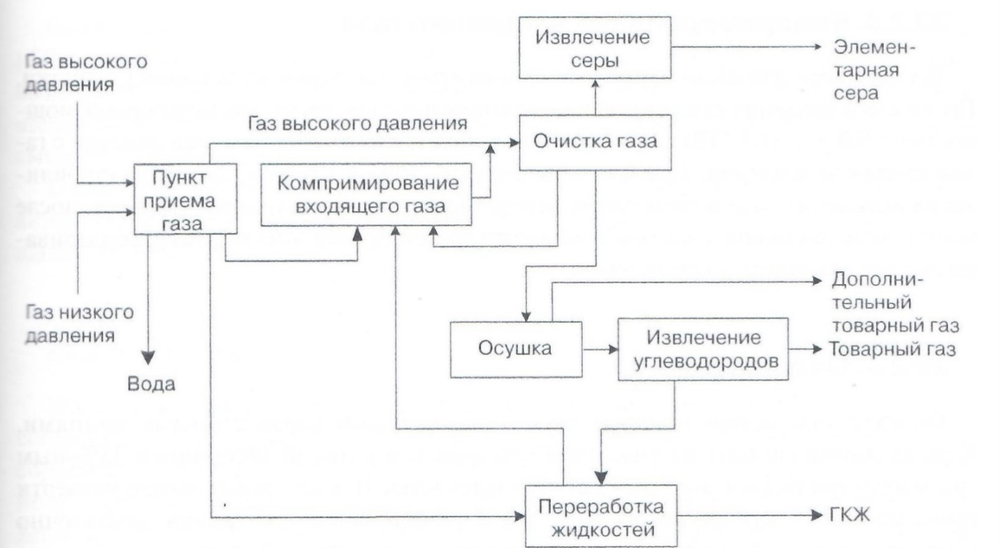 Извлечение
серы
Элемен-
тарная
сера
Газ высокого
давления
Газ высокого давления
Очистка газа
Пункт
приема
газа
Компримирование
входящего газа
Газ низкого
давления
Вода
Осушка
Извлечение
углеводородов
Дополни-
тельный
товарный газ
Товарный газ
Переработка
жидкостей
ГКЖ